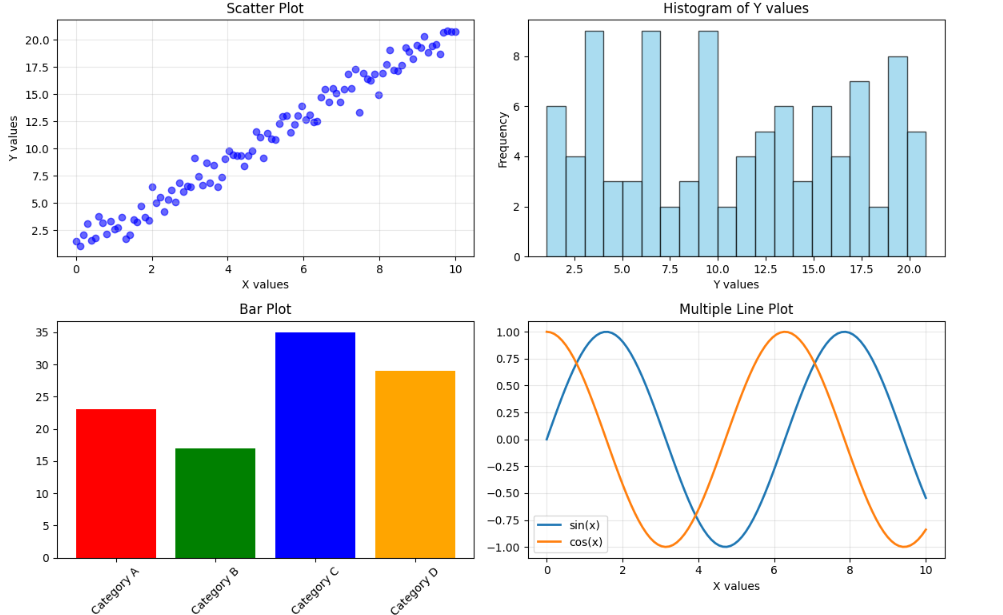 Scatter Plot
Y values
20.0
17.5
15.0
12.5
10.0
7.5
5.0
2.5
0 2 4 6 8 10
X values
Histogram of Y values
Frequency
8
6
4
2
0
2.5 5.0 7.5 10.0 12.5 15.0 17.5 20.0
Y values
Bar Plot
35
30
25
20
15
10
5
0
Category A Category B Category C Category D
Multiple Line Plot
1.00
0.75
0.50
0.25
0.00
−0.25
−0.50
−0.75
−1.00
sin(x)
cos(x)
0 2 4 6 8 10
X values